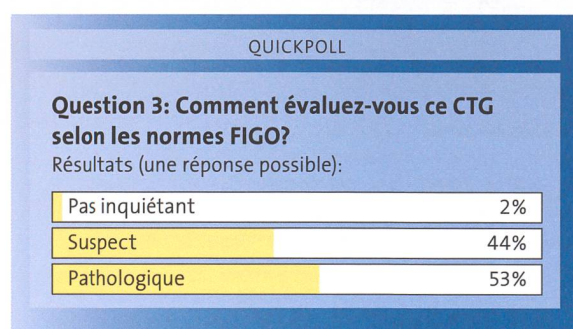 QUICKPOLL
Question 3: Comment évaluez-vous ce CTG
selon les normes FIGO?
Résultats (une réponse possible):
Pas inquiétant 2%
Suspect 44%
Pathologique 53%